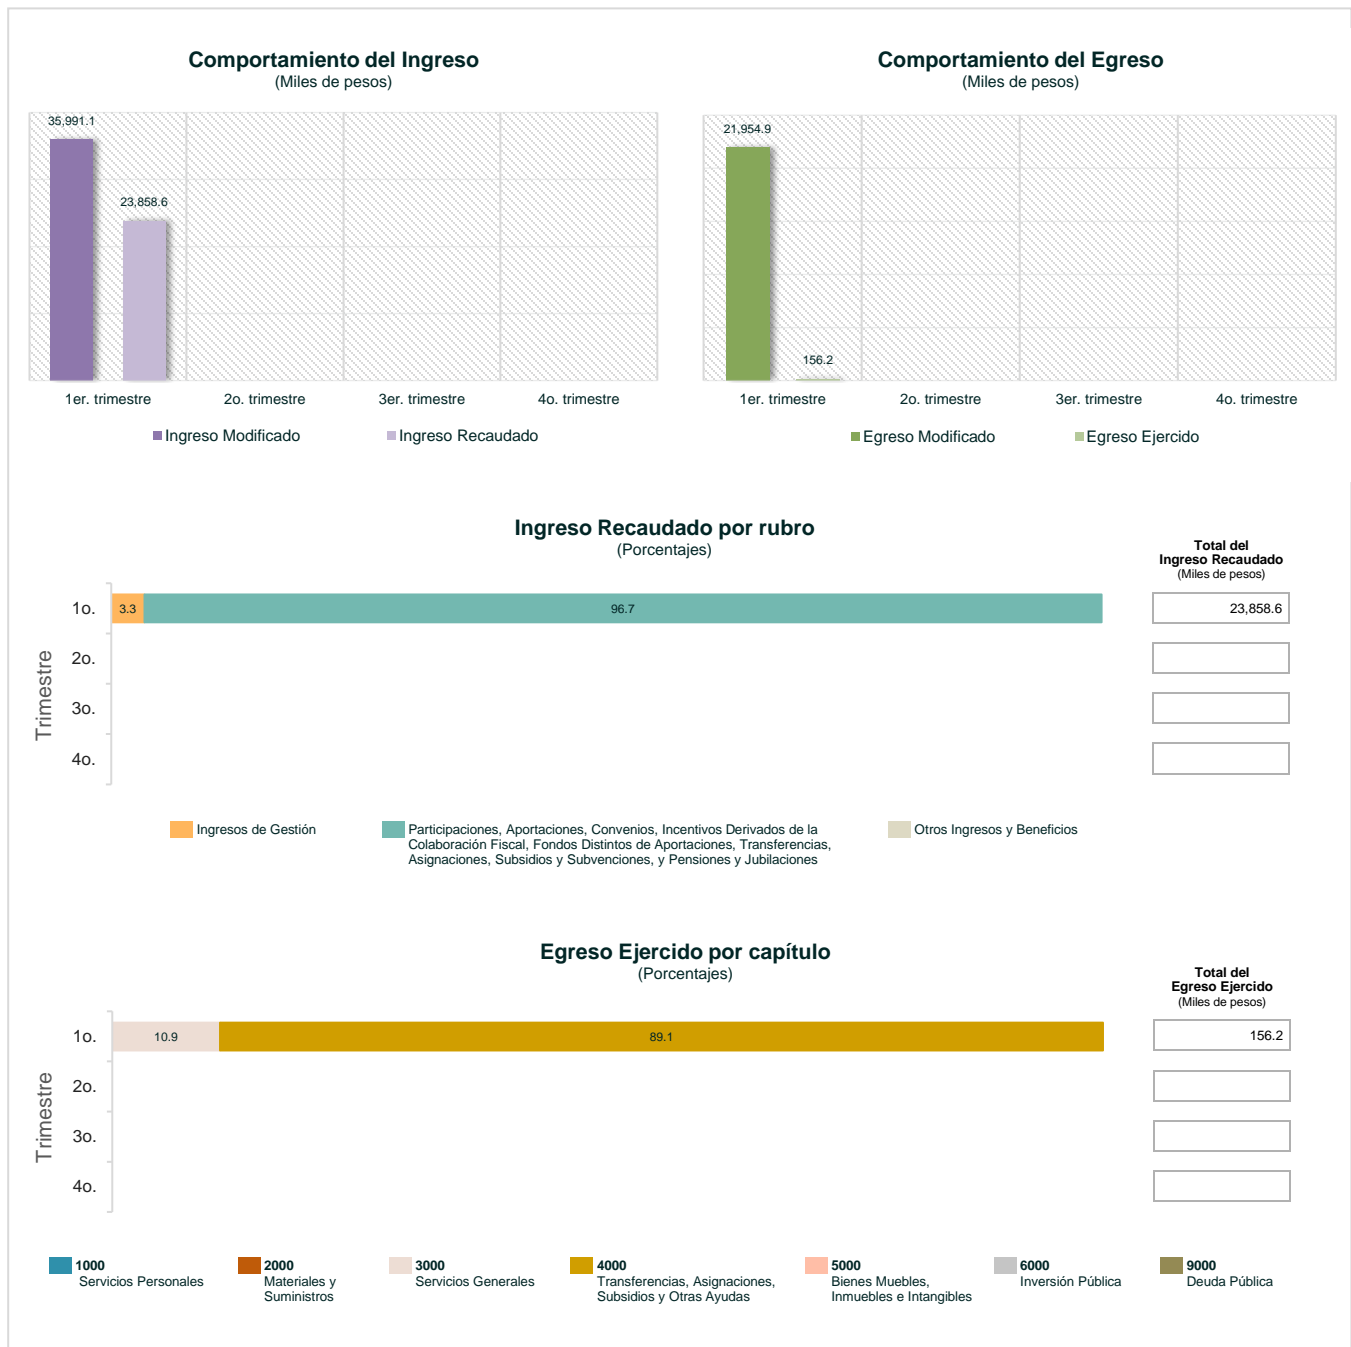 Comportamiento del Ingreso
(Miles de pesos)
35,991.1
23,858.6
1er. trimestre
2o. trimestre
3er. trimestre
4o. trimestre
Ingreso Modificado
Ingreso Recaudado
Comportamiento del Egreso
(Miles de pesos)
21,954.9
156.2
1er. trimestre
2o. trimestre
3er. trimestre
4o. trimestre
Egreso Modificado
Egreso Ejercido
Ingreso Recaudado por rubro
(Porcentajes)
Total del
Ingreso Recaudado
(Miles de pesos)
Trimestre
1o.
3.3
96.7
23,858.6
2o.
3o.
4o.
Ingresos de Gestión
Participaciones, Aportaciones, Convenios, Incentivos Derivados de la
Colaboración Fiscal, Fondos Distintos de Aportaciones, Transferencias,
Asignaciones, Subsidios y Subvenciones, y Pensiones y Jubilaciones
Otros Ingresos y Beneficios
Egreso Ejercido por capítulo
(Porcentajes)
Total del
Egreso Ejercido
(Miles de pesos)
Trimestre
1o.
10.9
89.1
156.2
2o.
3o.
4o.
1000
Servicios Personales
2000
Materiales y
Suministros
3000
Servicios Generales
4000
Transferencias, Asignaciones,
Subsidios y Otras Ayudas
5000
Bienes Muebles,
Inmuebles e Intangibles
6000
Inversión Pública
9000
Deuda Pública